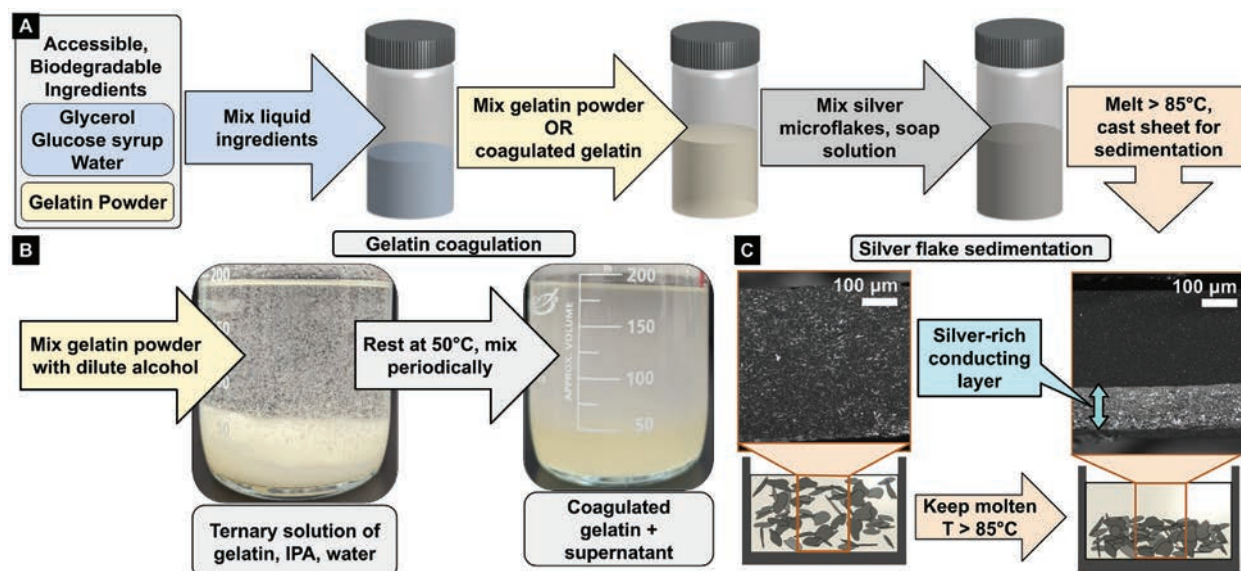 A
Accessible,
Biodegradable
Ingredients
Glycerol
Glucose syrup
Water
Gelatin Powder
Mix liquid
ingredients
Mix gelatin powder
OR
coagulated gelatin
Mix silver
microflakes, soap
solution
Melt > 85°C,
cast sheet for
sedimentation
B
Gelatin coagulation
Mix gelatin powder
with dilute alcohol
200
Rest at 50°C, mix
periodically
200
150
100
50
APPROX. VOLUME
Ternary solution of
gelatin, IPA, water
Coagulated
gelatin +
supernatant
C
Silver flake sedimentation
100 µm
Silver-rich
conducting
layer
100 µm
Keep molten
T > 85°C